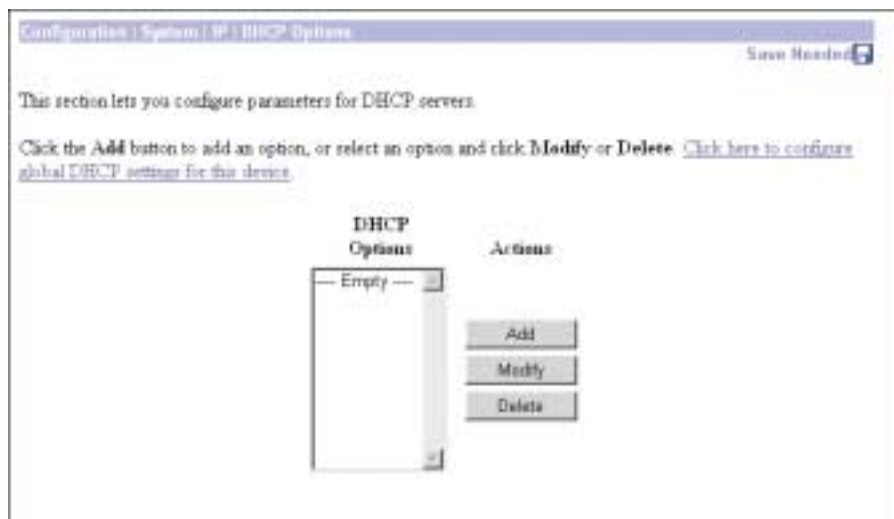 Configuration | System | IP | DHCP Options
Save Needed
This section lets you configure parameters for DHCP servers.
Click the Add button to add an option, or select an option and click Modify or Delete. Click here to configure
global DHCP settings for this device.
DHCP
Options
Actions
--- Empty ---
Add
Modify
Delete